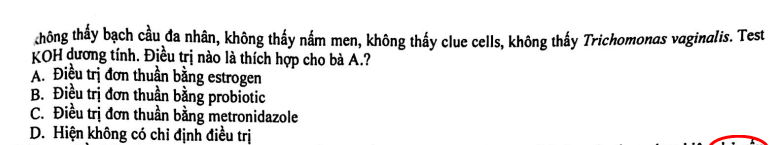 không thấy bạch cầu đa nhân, không thấy nấm men, không thấy clue cells, không thấy Trichomonas vaginalis. Test
KOH dương tính. Điều trị nào là thích hợp cho bà A.?
A. Điều trị đơn thuần bằng estrogen
B. Điều trị đơn thuần bằng probiotic
C. Điều trị đơn thuần bằng metronidazole
D. Hiện không có chỉ định điều trị